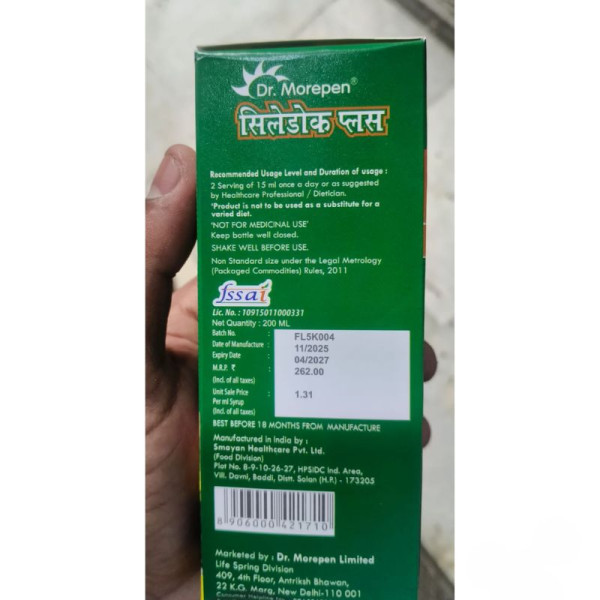 Dr. Morepen®
सिलेडोक प्लस
Recommended Usage Level and Duration of usage :
2 Serving of 15 ml once a day or as suggested
by Healthcare Professional / Dietician.
*Product is not to be used as a substitute for a
varied diet.
'NOT FOR MEDICINAL USE'
Keep bottle well closed.
SHAKE WELL BEFORE USE.
Non Standard size under the Legal Metrology
(Packaged Commodities) Rules, 2011
fssai
Lic. No. : 10915011000331
Net Quantity : 200 ML
Batch No. : FL5K004
Date of Manufacture : 11/2025
Expiry Date : 04/2027
M.R.P. ₹ : 262.00
(Incl. of all taxes)
Unit Sale Price : 1.31
Per ml Syrup
(Incl. of all taxes)
BEST BEFORE 18 MONTHS FROM MANUFACTURE
Manufactured in india by :
Smayan Healthcare Pvt. Ltd.
(Food Division)
Plot No. 8-9-10-26-27, HPSIDC Ind. Area,
Vill. Davni, Baddi, Distt. Solan (H.P.) - 173205
8 906000 421710
Marketed by : Dr. Morepen Limited
Life Spring Division
409, 4th Floor, Antriksh Bhawan,
22 K.G. Marg, New Delhi-110 001